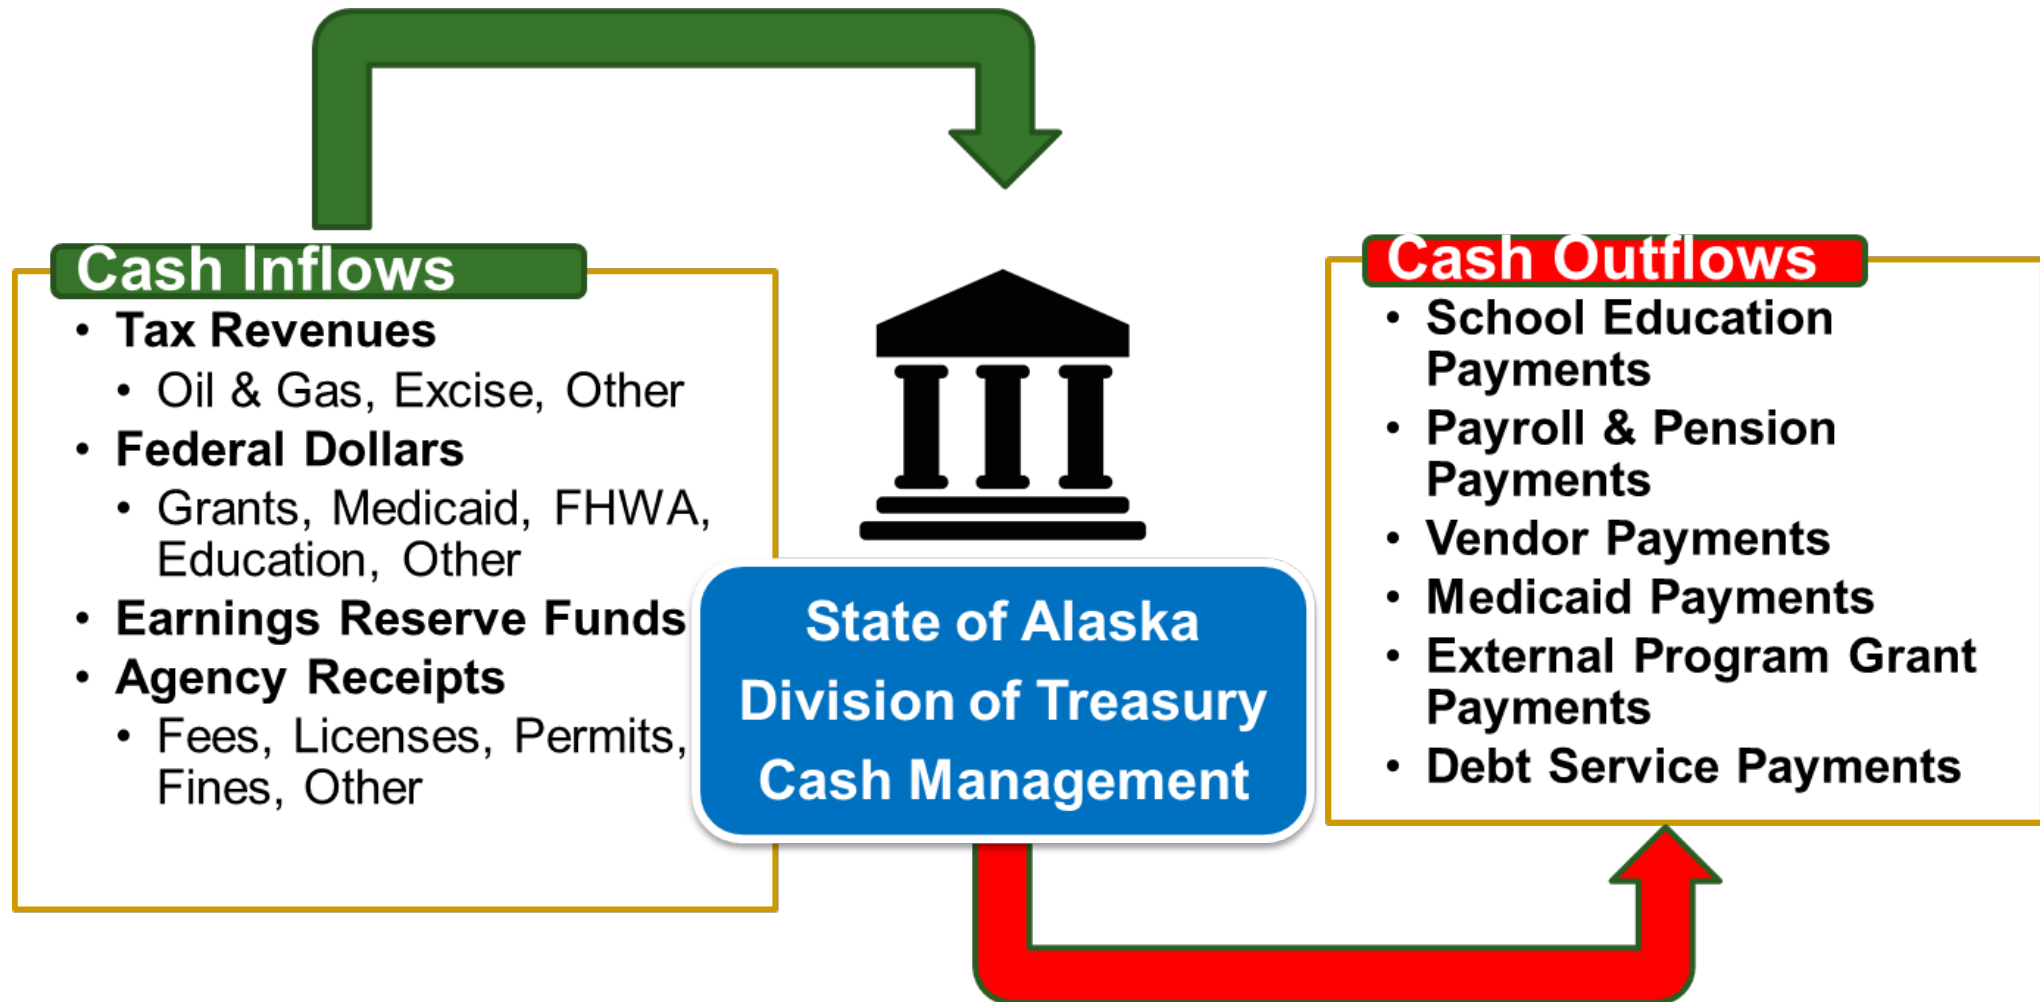 Cash Inflows
• Tax Revenues
• Oil & Gas, Excise, Other
• Federal Dollars
• Grants, Medicaid, FHWA,
Education, Other
• Earnings Reserve Funds
• Agency Receipts
• Fees, Licenses, Permits,
Fines, Other
State of Alaska
Division of Treasury
Cash Management
Cash Outflows
• School Education
Payments
• Payroll & Pension
Payments
• Vendor Payments
• Medicaid Payments
• External Program Grant
Payments
• Debt Service Payments